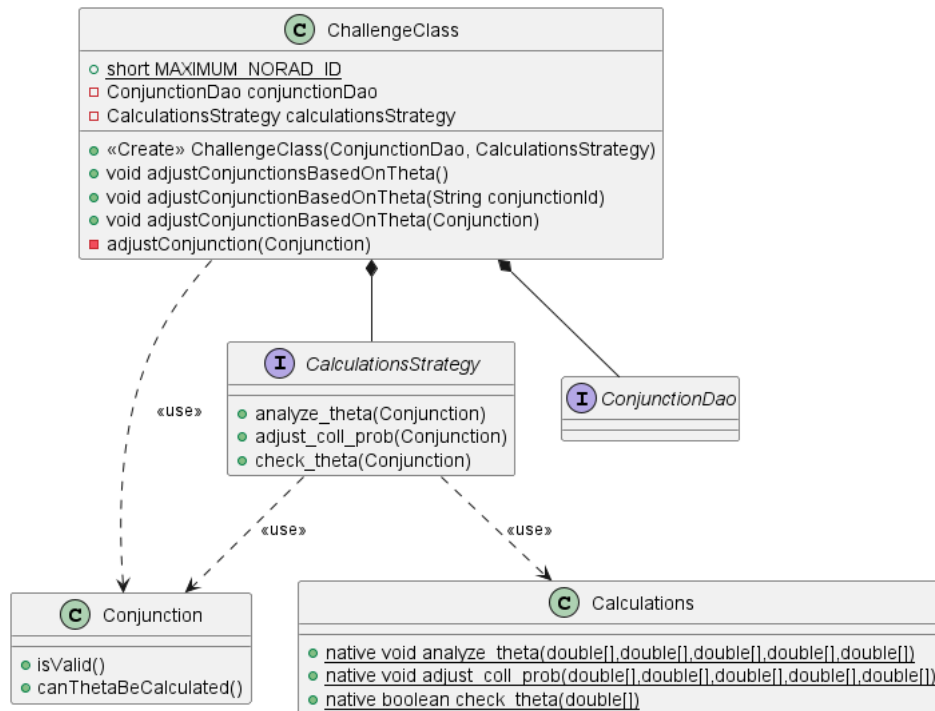 C ChallengeClass
short MAXIMUM_NORAD_ID
ConjunctionDao conjunctionDao
CalculationsStrategy calculationsStrategy
«Create» ChallengeClass(ConjunctionDao, CalculationsStrategy)
void adjustConjunctionsBasedOnTheta()
void adjustConjunctionBasedOnTheta(String conjunctionId)
void adjustConjunctionBasedOnTheta(Conjunction)
adjustConjunction(Conjunction)
I CalculationsStrategy
analyze_theta(Conjunction)
adjust_coll_prob(Conjunction)
check_theta(Conjunction)
I ConjunctionDao
«use»
«use»
«use»
C Conjunction
isValid()
canThetaBeCalculated()
C Calculations
native void analyze_theta(double[],double[],double[],double[],double[])
native void adjust_coll_prob(double[],double[],double[],double[],double[])
native boolean check_theta(double[])